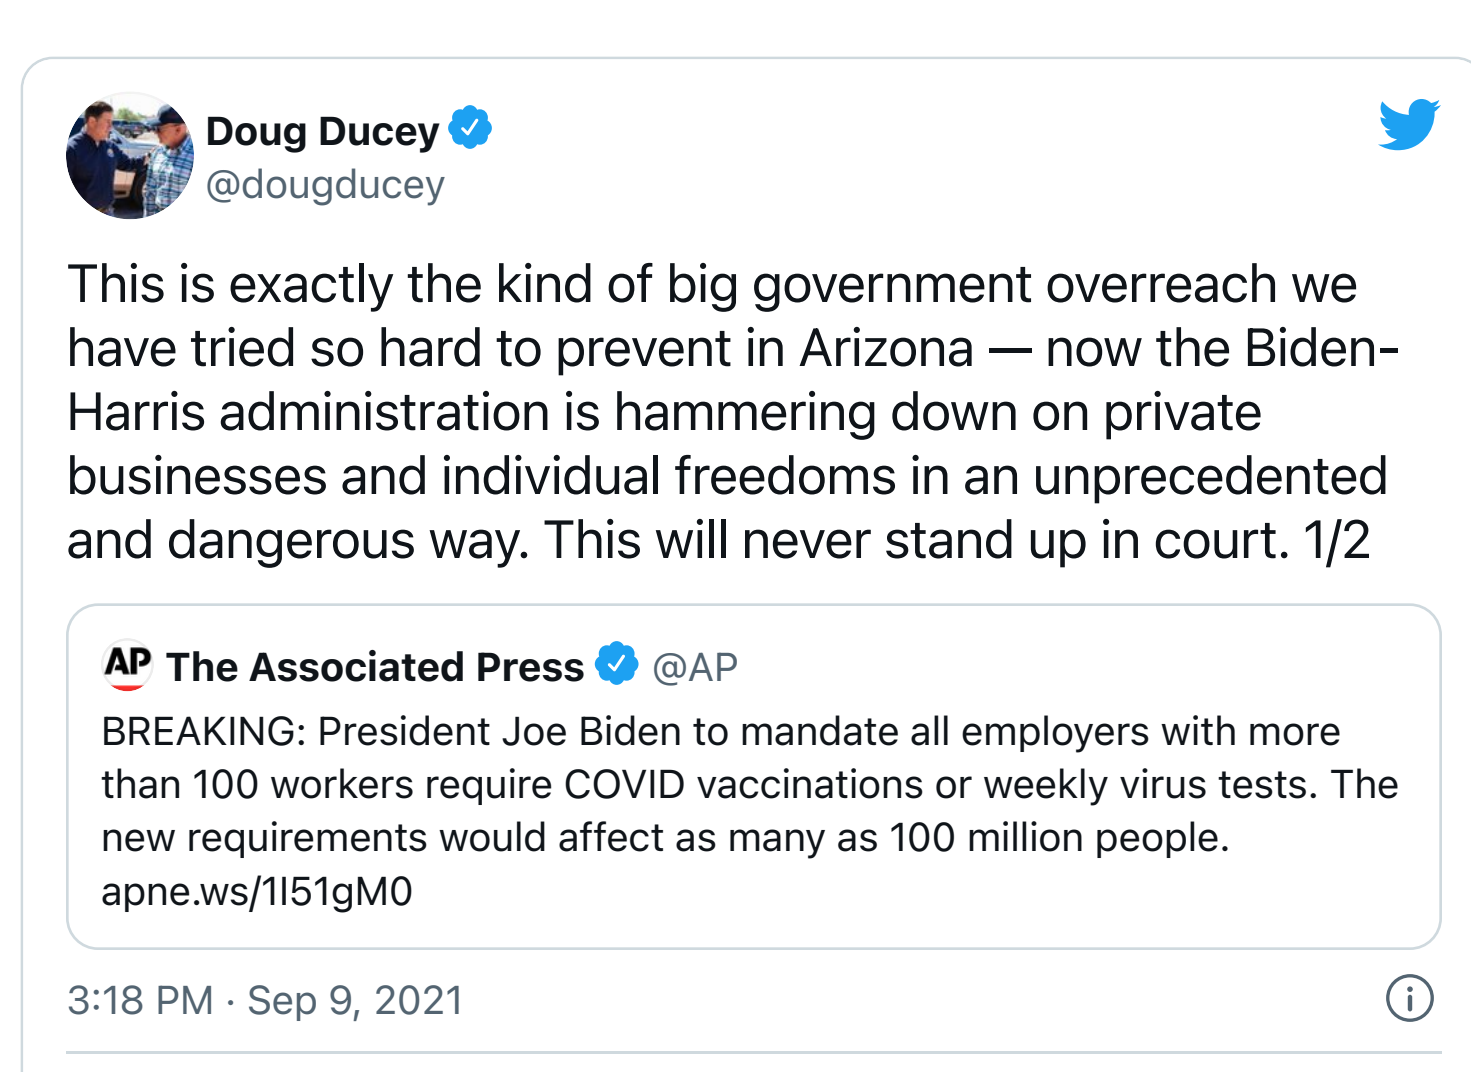 Doug Ducey
@dougducey
This is exactly the kind of big government overreach we
have tried so hard to prevent in Arizona — now the Biden-
Harris administration is hammering down on private
businesses and individual freedoms in an unprecedented
and dangerous way. This will never stand up in court. 1/2
AP The Associated Press @AP
BREAKING: President Joe Biden to mandate all employers with more
than 100 workers require COVID vaccinations or weekly virus tests. The
new requirements would affect as many as 100 million people.
apne.ws/1I51gM0
3:18 PM · Sep 9, 2021